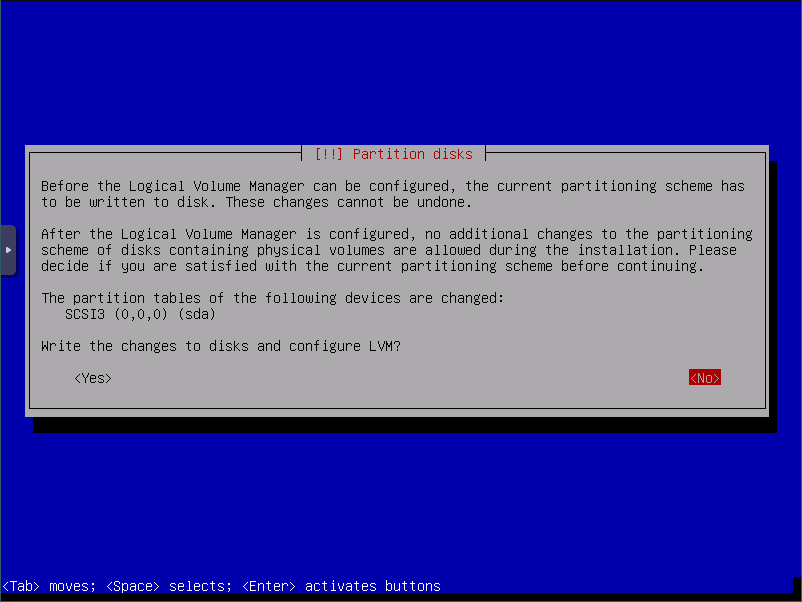 [!!] Partition disks
Before the Logical Volume Manager can be configured, the current partitioning scheme has
to be written to disk. These changes cannot be undone.
After the Logical Volume Manager is configured, no additional changes to the partitioning
scheme of disks containing physical volumes are allowed during the installation. Please
decide if you are satisfied with the current partitioning scheme before continuing.
The partition tables of the following devices are changed:
SCSI3 (0,0,0) (sda)
Write the changes to disks and configure LVM?
<Yes> <No>
<Tab> moves; <Space> selects; <Enter> activates buttons